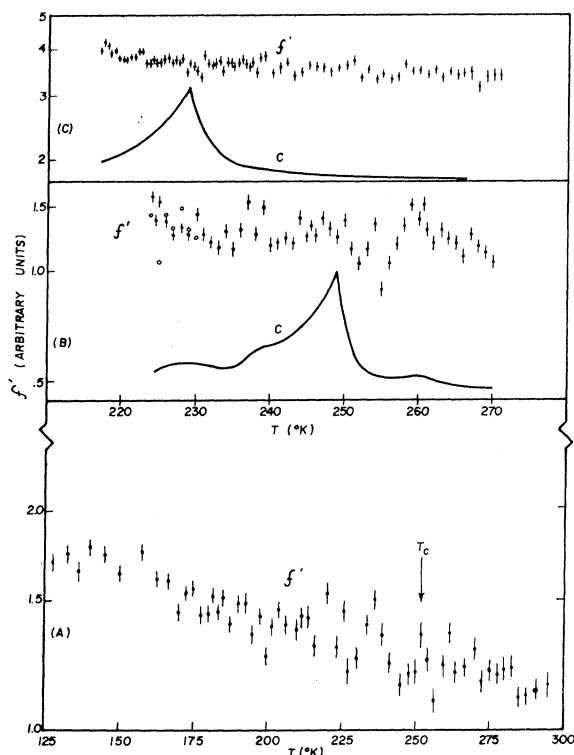 5
4
3
2
f'
(C)
C
1.5
1.0
.5
f'
(B)
C
f' (ARBITRARY UNITS)
220 230 240 250 260 270
T (°K)
2.0
1.5
1.0
f'
Tc
(A)
125 150 175 200 225 250 275 300
T (°K)